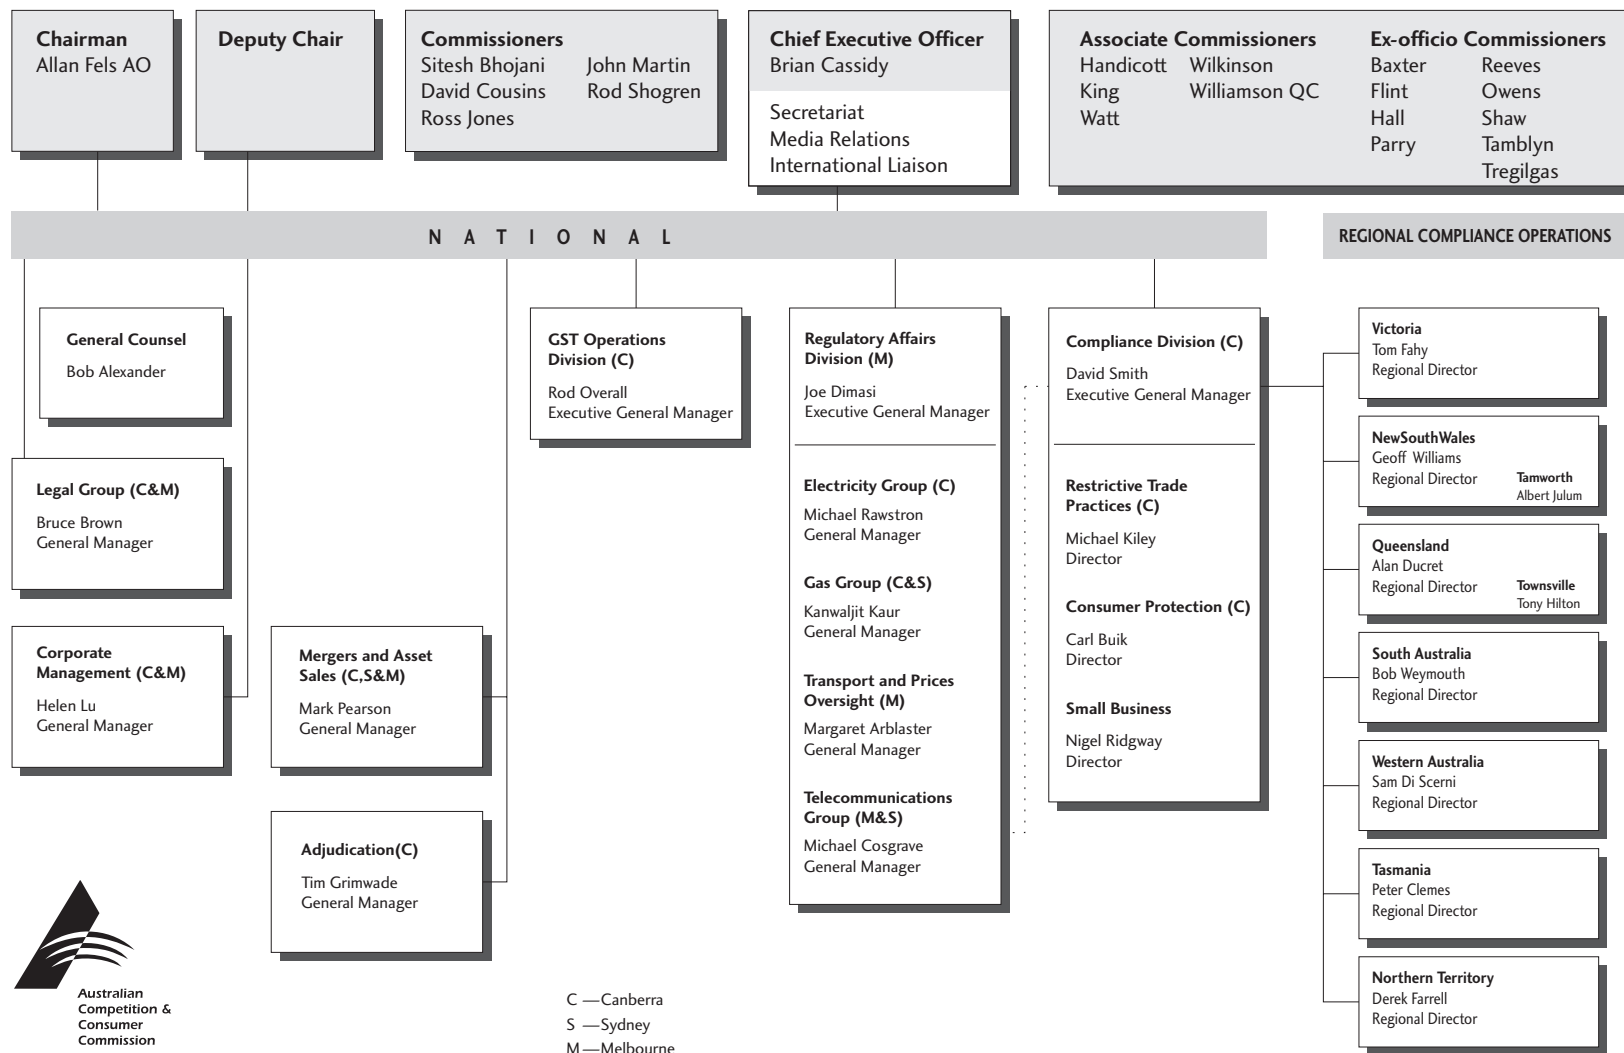 Chairman
Allan Fels AO
Deputy Chair
Commissioners
Sitesh Bhojani
David Cousins
Ross Jones
John Martin
Rod Shogren
Chief Executive Officer
Brian Cassidy
Secretariat
Media Relations
International Liaison
Associate Commissioners
Handicott
King
Watt
Wilkinson
Williamson QC
Ex-officio Commissioners
Baxter
Flint
Hall
Parry
Reeves
Owens
Shaw
Tamblyn
Tregilgas
N A T I O N A L
REGIONAL COMPLIANCE OPERATIONS
General Counsel
Bob Alexander
Legal Group (C&M)
Bruce Brown
General Manager
Corporate
Management (C&M)
Helen Lu
General Manager
Mergers and Asset
Sales (C,S&M)
Mark Pearson
General Manager
Adjudication(C)
Tim Grimwade
General Manager
GST Operations
Division (C)
Rod Overall
Executive General Manager
Regulatory Affairs
Division (M)
Joe Dimasi
Executive General Manager
Electricity Group (C)
Michael Rawstron
General Manager
Gas Group (C&S)
Kanwaljit Kaur
General Manager
Transport and Prices
Oversight (M)
Margaret Arblaster
General Manager
Telecommunications
Group (M&S)
Michael Cosgrave
General Manager
Compliance Division (C)
David Smith
Executive General Manager
Restrictive Trade
Practices (C)
Michael Kiley
Director
Consumer Protection (C)
Carl Buik
Director
Small Business
Nigel Ridgway
Director
Victoria
Tom Fahy
Regional Director
NewSouthWales
Geoff Williams
Regional Director
Tamworth
Albert Julum
Queensland
Alan Ducret
Regional Director
Townsville
Tony Hilton
South Australia
Bob Weymouth
Regional Director
Western Australia
Sam Di Scerni
Regional Director
Tasmania
Peter Clemes
Regional Director
Northern Territory
Derek Farrell
Regional Director
Australian
Competition &
Consumer
Commission
C —Canberra
S —Sydney
M—Melbourne